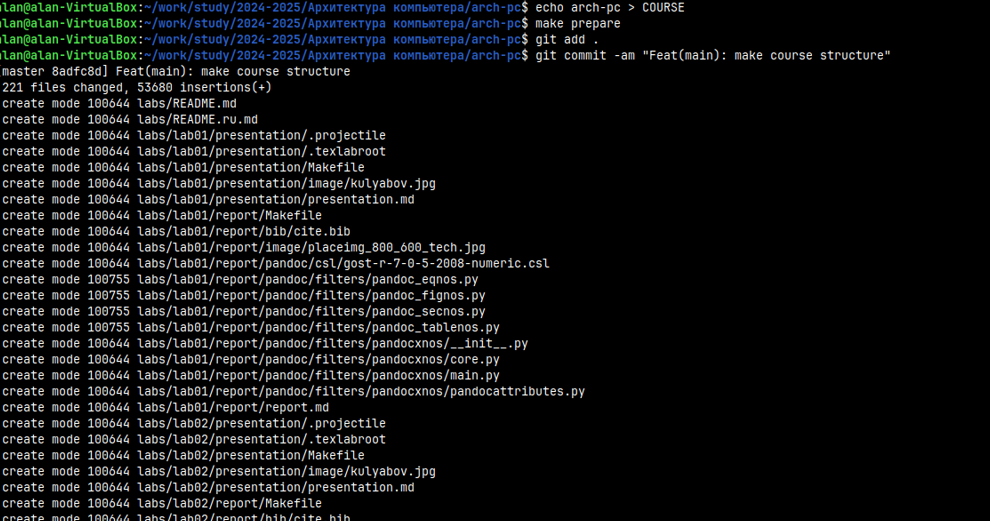 alan@alan-VirtualBox:~/work/study/2024-2025/Архитектура компьютера/arch-pc$ echo arch-pc > COURSE
alan@alan-VirtualBox:~/work/study/2024-2025/Архитектура компьютера/arch-pc$ make prepare
alan@alan-VirtualBox:~/work/study/2024-2025/Архитектура компьютера/arch-pc$ git add .
alan@alan-VirtualBox:~/work/study/2024-2025/Архитектура компьютера/arch-pc$ git commit -am "Feat(main): make course structure"
[master 8adfc8d] Feat(main): make course structure
221 files changed, 53680 insertions(+)
create mode 100644 labs/README.md
create mode 100644 labs/README.ru.md
create mode 100644 labs/lab01/presentation/.projectile
create mode 100644 labs/lab01/presentation/.texlabroot
create mode 100644 labs/lab01/presentation/Makefile
create mode 100644 labs/lab01/presentation/image/kulyabov.jpg
create mode 100644 labs/lab01/presentation/presentation.md
create mode 100644 labs/lab01/report/Makefile
create mode 100644 labs/lab01/report/bib/cite.bib
create mode 100644 labs/lab01/report/image/placeimg_800_600_tech.jpg
create mode 100644 labs/lab01/report/pandoc/csl/gost-r-7-0-5-2008-numeric.csl
create mode 100755 labs/lab01/report/pandoc/filters/pandoc_eqnos.py
create mode 100755 labs/lab01/report/pandoc/filters/pandoc_fignos.py
create mode 100755 labs/lab01/report/pandoc/filters/pandoc_secnos.py
create mode 100755 labs/lab01/report/pandoc/filters/pandoc_tablenos.py
create mode 100644 labs/lab01/report/pandoc/filters/pandocxnos/__init__.py
create mode 100644 labs/lab01/report/pandoc/filters/pandocxnos/core.py
create mode 100644 labs/lab01/report/pandoc/filters/pandocxnos/main.py
create mode 100644 labs/lab01/report/pandoc/filters/pandocxnos/pandocattributes.py
create mode 100644 labs/lab01/report/report.md
create mode 100644 labs/lab02/presentation/.projectile
create mode 100644 labs/lab02/presentation/.texlabroot
create mode 100644 labs/lab02/presentation/Makefile
create mode 100644 labs/lab02/presentation/image/kulyabov.jpg
create mode 100644 labs/lab02/presentation/presentation.md
create mode 100644 labs/lab02/report/Makefile
create mode 100644 labs/lab02/report/bib/cite.bib